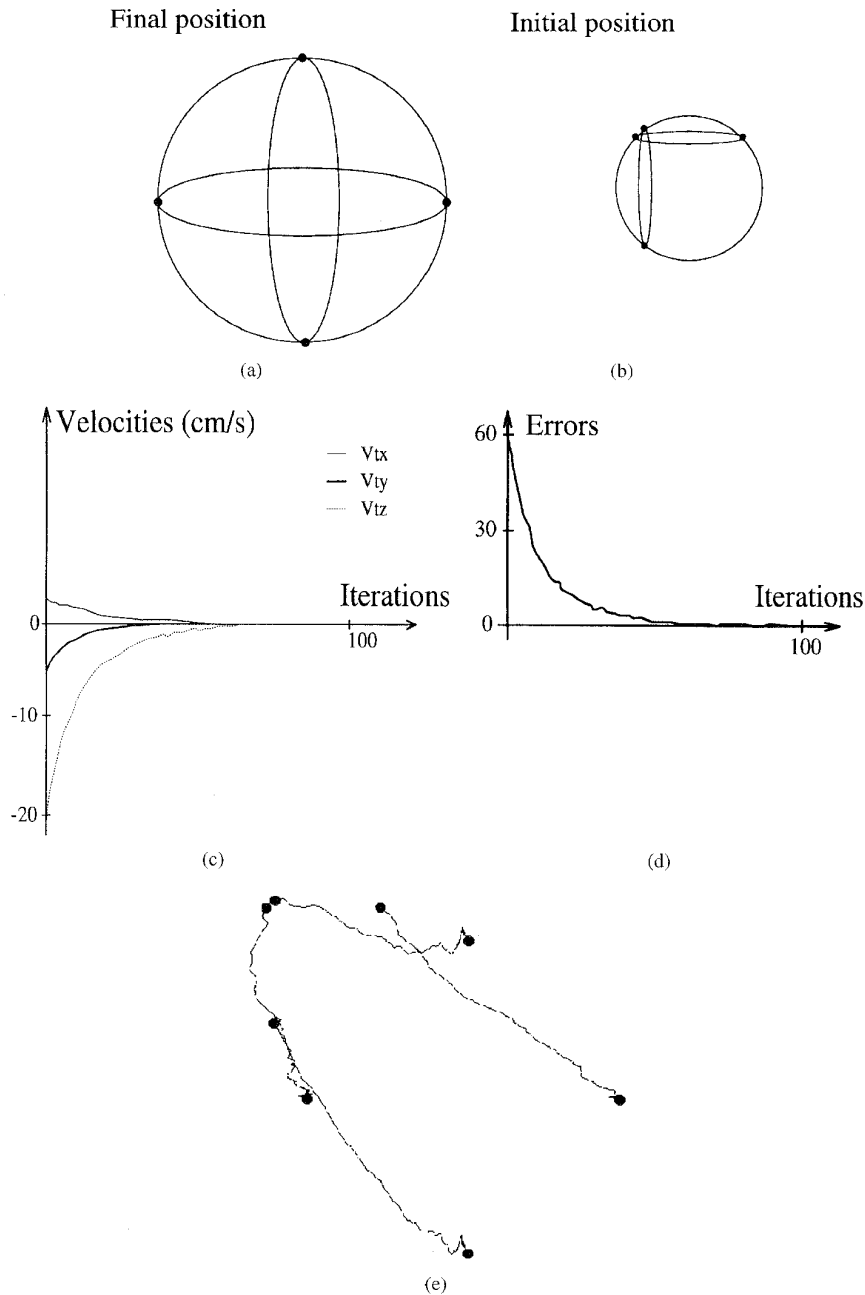 Final position
Initial position
(a)
(b)
Velocities (cm/s)
Vtx
Vty
Vtz
Iterations
0
100
-10
-20
(c)
60
Errors
30
Iterations
0
100
(d)
(e)